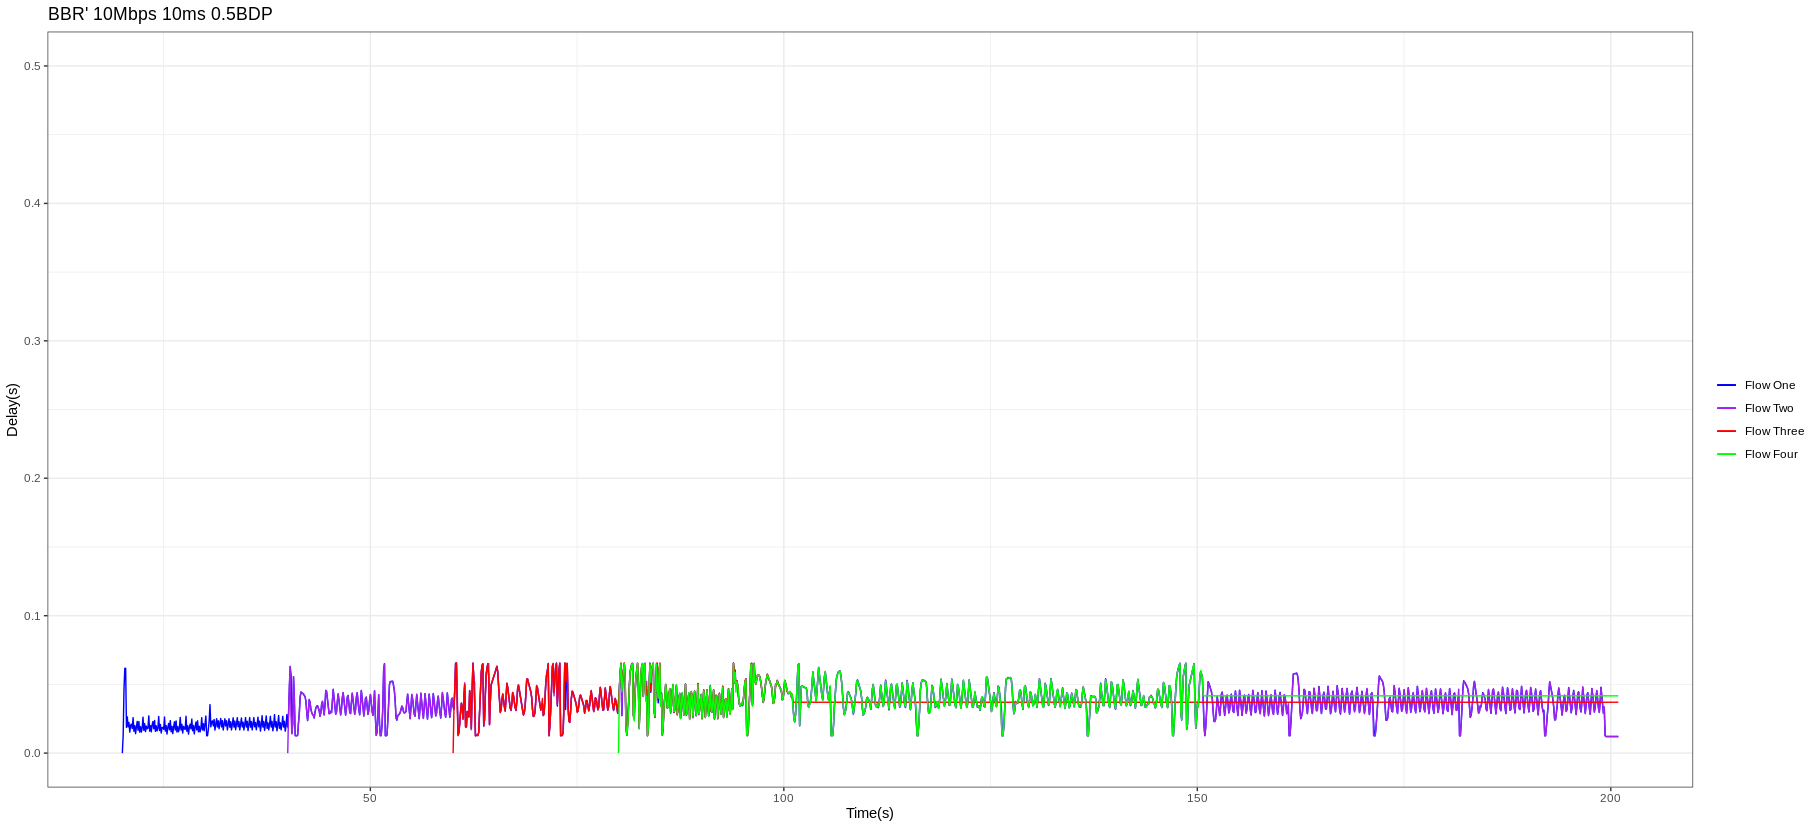 BBR' 10Mbps 10ms 0.5BDP
0.5
0.4
0.3
0.2
0.1
0.0
Delay(s)
50
100
150
200
Time(s)
Flow One
Flow Two
Flow Three
Flow Four